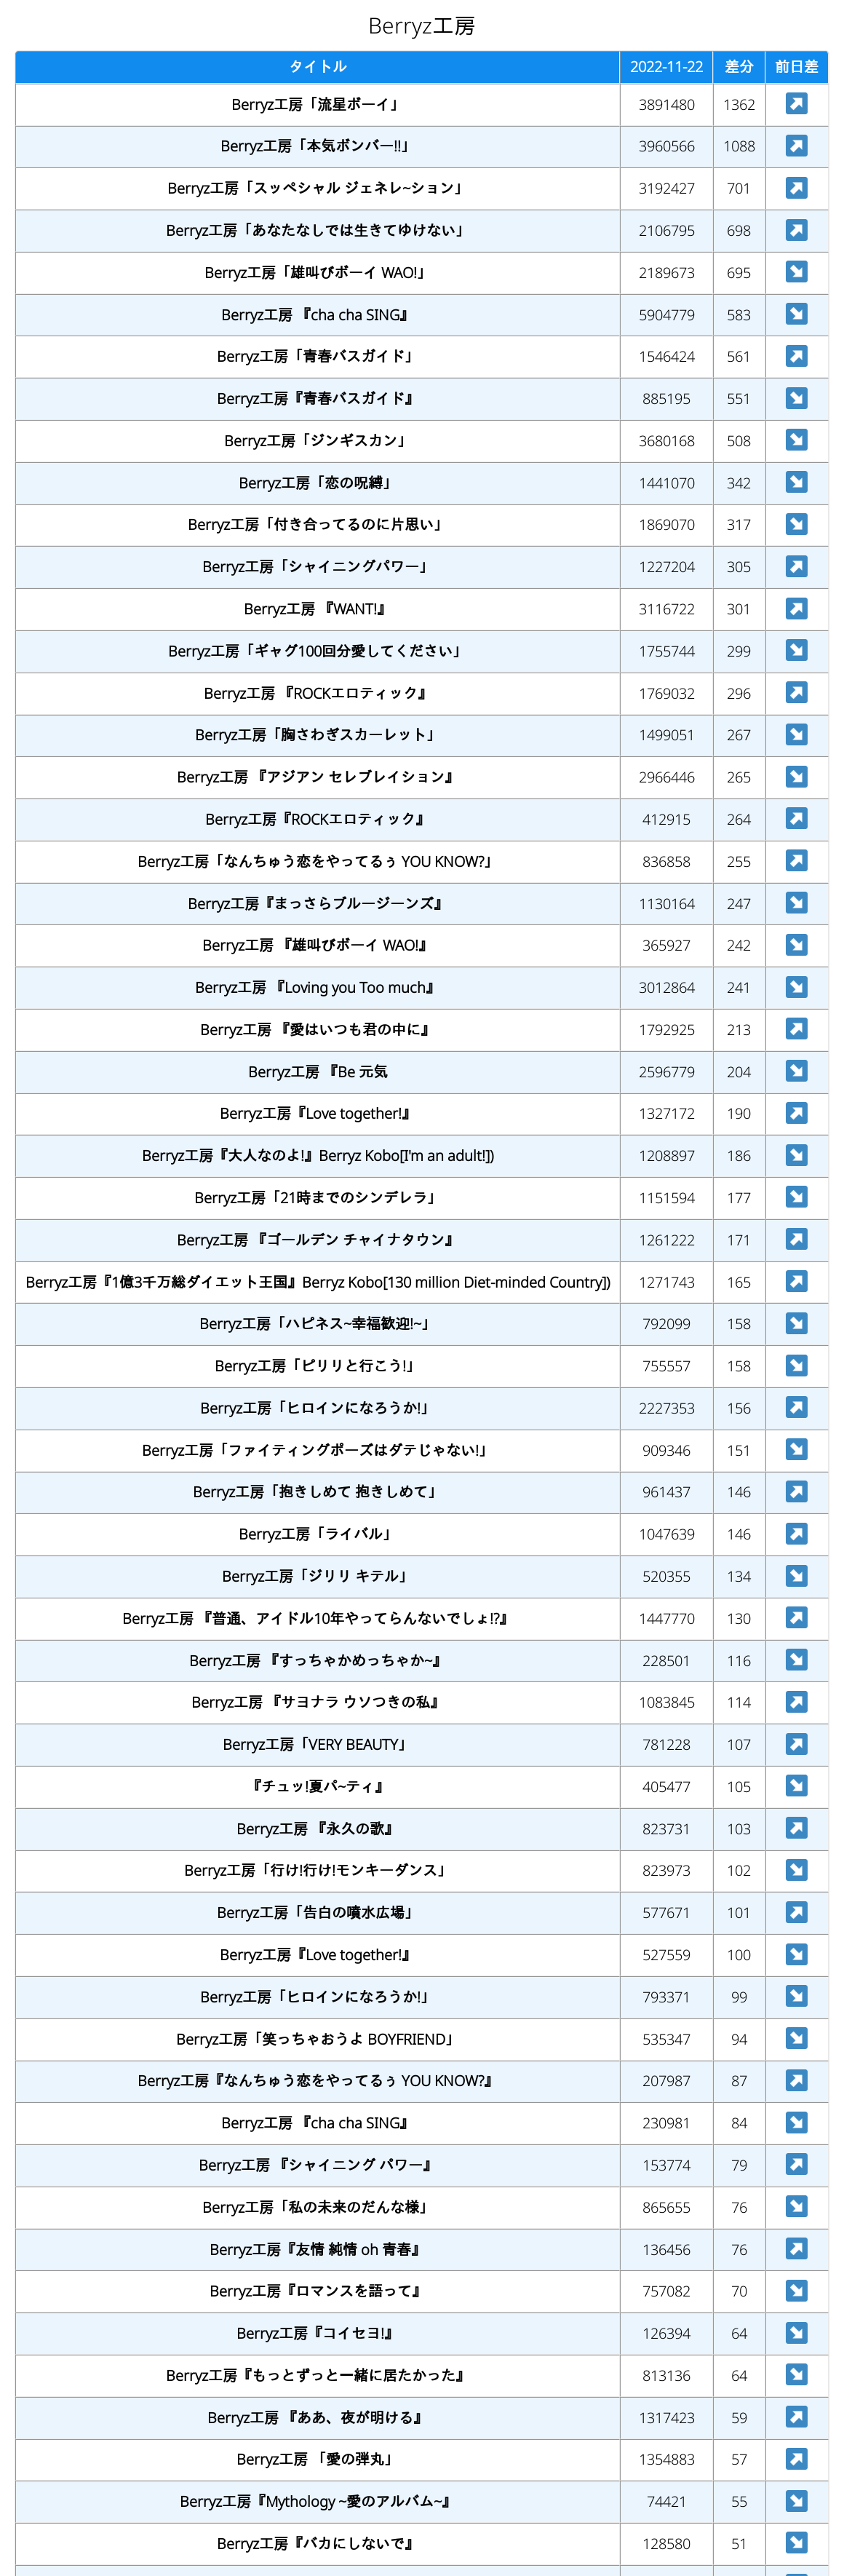 Berryz工房
タイトル 2022-11-22 差分 前日差
Berryz工房「流星ボーイ」 3891480 1362 ↗
Berryz工房「本気ボンバー!!」 3960566 1088 ↗
Berryz工房「スッペシャル ジェネレ~ション」 3192427 701 ↗
Berryz工房「あなたなしでは生きてゆけない」 2106795 698 ↗
Berryz工房「雄叫びボーイ WAO!」 2189673 695 ↘
Berryz工房 『cha cha SING』 5904779 583 ↗
Berryz工房「青春バスガイド」 1546424 561 ↗
Berryz工房『青春バスガイド』 885195 551 ↘
Berryz工房「ジンギスカン」 3680168 508 ↘
Berryz工房「恋の呪縛」 1441070 342 ↘
Berryz工房「付き合ってるのに片思い」 1869070 317 ↘
Berryz工房「シャイニングパワー」 1227204 305 ↗
Berryz工房 『WANT!』 3116722 301 ↗
Berryz工房「ギャグ100回分愛してください」 1755744 299 ↘
Berryz工房 『ROCKエロティック』 1769032 296 ↗
Berryz工房「胸さわぎスカーレット」 1499051 267 ↘
Berryz工房 『アジアン セレブレイション』 2966446 265 ↘
Berryz工房『ROCKエロティック』 412915 264 ↗
Berryz工房「なんちゅう恋をやってるぅ YOU KNOW?」 836858 255 ↗
Berryz工房『まっさらブルージーンズ』 1130164 247 ↘
Berryz工房 『雄叫びボーイ WAO!』 365927 242 ↘
Berryz工房 『Loving you Too much』 3012864 241 ↘
Berryz工房 『愛はいつも君の中に』 1792925 213 ↗
Berryz工房 『Be 元気 2596779 204 ↘
Berryz工房『Love together!』 1327172 190 ↗
Berryz工房『大人なのよ!』Berryz Kobo[I'm an adult!]) 1208897 186 ↘
Berryz工房「21時までのシンデレラ」 1151594 177 ↘
Berryz工房 『ゴールデン チャイナタウン』 1261222 171 ↗
Berryz工房『1億3千万総ダイエット王国』Berryz Kobo[130 million Diet-minded Country]) 1271743 165 ↗
Berryz工房「ハピネス~幸福歓迎!~」 792099 158 ↘
Berryz工房「ピリリと行こう!」 755557 158 ↘
Berryz工房「ヒロインになろうか!」 2227353 156 ↗
Berryz工房「ファイティングポーズはダテじゃない!」 909346 151 ↘
Berryz工房「抱きしめて 抱きしめて」 961437 146 ↗
Berryz工房「ライバル」 1047639 146 ↗
Berryz工房「ジリリ キテル」 520355 134 ↘
Berryz工房 『普通、アイドル10年やってらんないでしょ!?』 1447770 130 ↗
Berryz工房 『すっちゃかめっちゃか~』 228501 116 ↘
Berryz工房 『サヨナラ ウソつきの私』 1083845 114 ↗
Berryz工房「VERY BEAUTY」 781228 107 ↗
『チュッ!夏パ~ティ』 405477 105 ↘
Berryz工房 『永久の歌』 823731 103 ↗
Berryz工房「行け!行け!モンキーダンス」 823973 102 ↘
Berryz工房「告白の噴水広場」 577671 101 ↗
Berryz工房『Love together!』 527559 100 ↘
Berryz工房「ヒロインになろうか!」 793371 99 ↘
Berryz工房「笑っちゃおうよ BOYFRIEND」 535347 94 ↘
Berryz工房『なんちゅう恋をやってるぅ YOU KNOW?』 207987 87 ↗
Berryz工房 『cha cha SING』 230981 84 ↘
Berryz工房 『シャイニング パワー』 153774 79 ↗
Berryz工房「私の未来のだんな様」 865655 76 ↘
Berryz工房『友情 純情 oh 青春』 136456 76 ↗
Berryz工房『ロマンスを語って』 757082 70 ↘
Berryz工房『コイセヨ!』 126394 64 ↘
Berryz工房『もっとずっと一緒に居たかった』 813136 64 ↘
Berryz工房 『ああ、夜が明ける』 1317423 59 ↗
Berryz工房 「愛の弾丸」 1354883 57 ↗
Berryz工房『Mythology ~愛のアルバム~』 74421 55 ↘
Berryz工房『バカにしないで』 128580 51 ↘